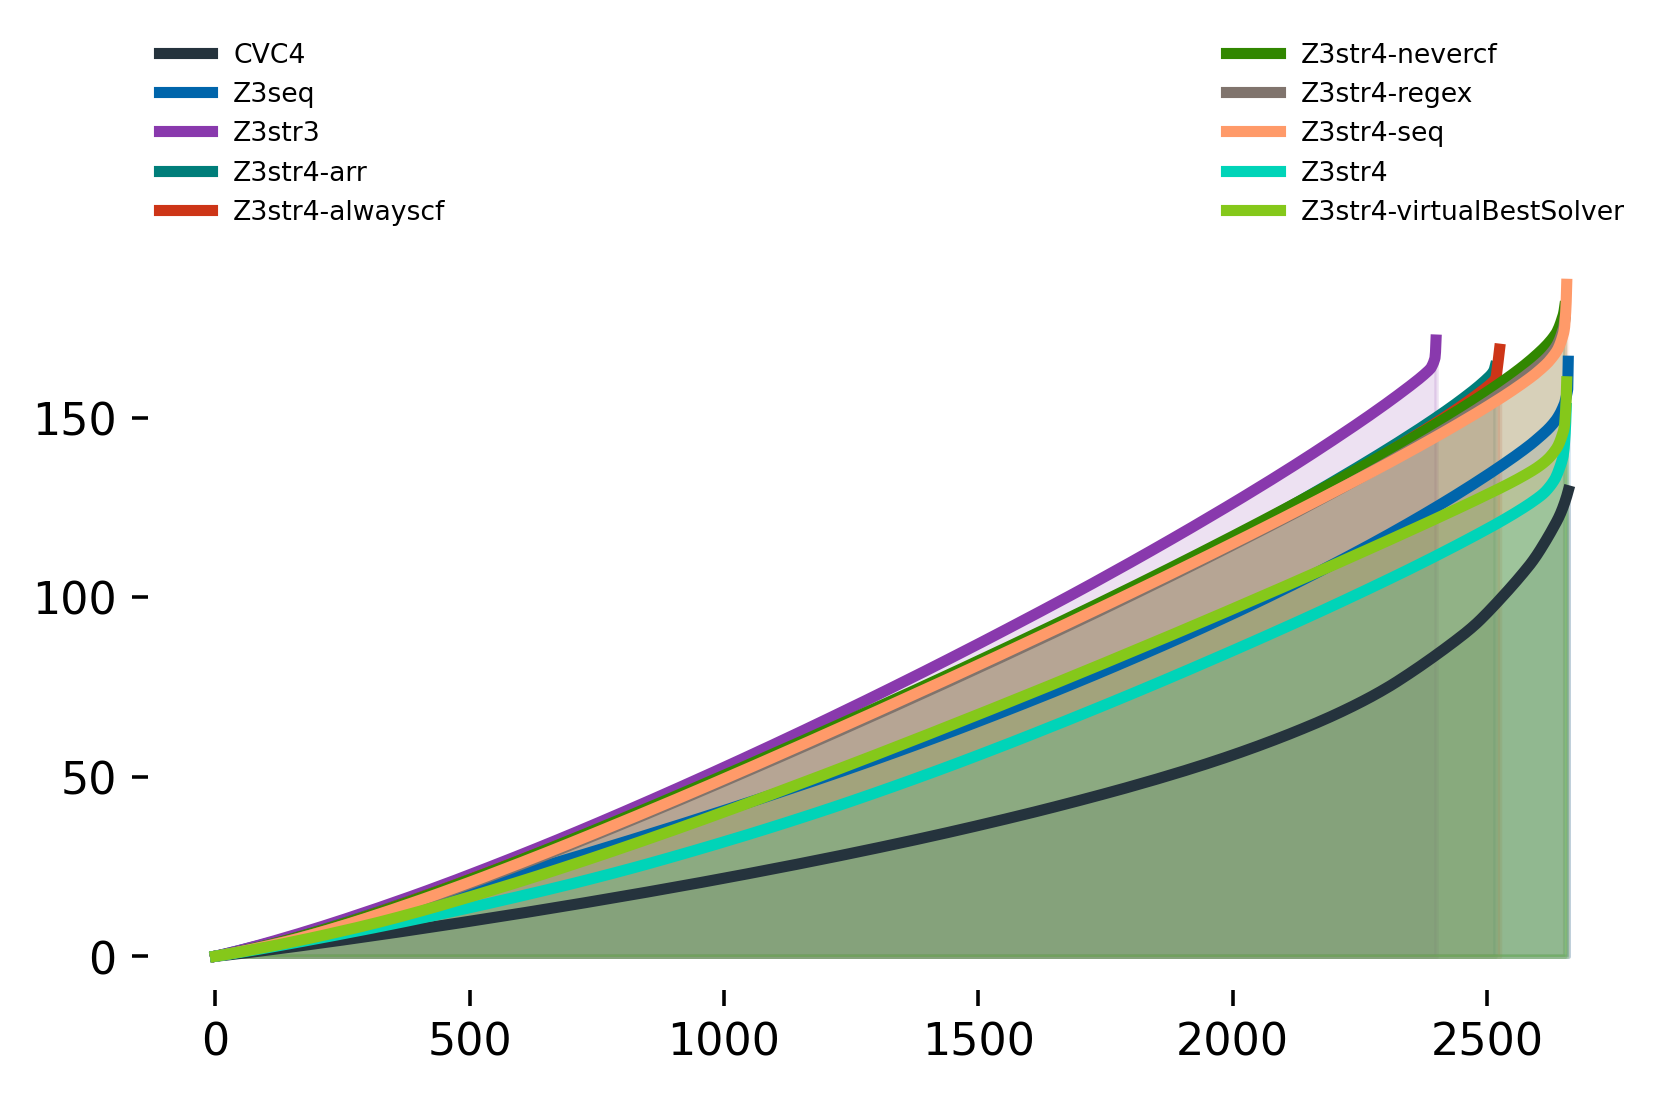 CVC4
Z3seq
Z3str3
Z3str4-arr
Z3str4-alwayscf
Z3str4-nevercf
Z3str4-regex
Z3str4-seq
Z3str4
Z3str4-virtualBestSolver
150
100
50
0
0 500 1000 1500 2000 2500